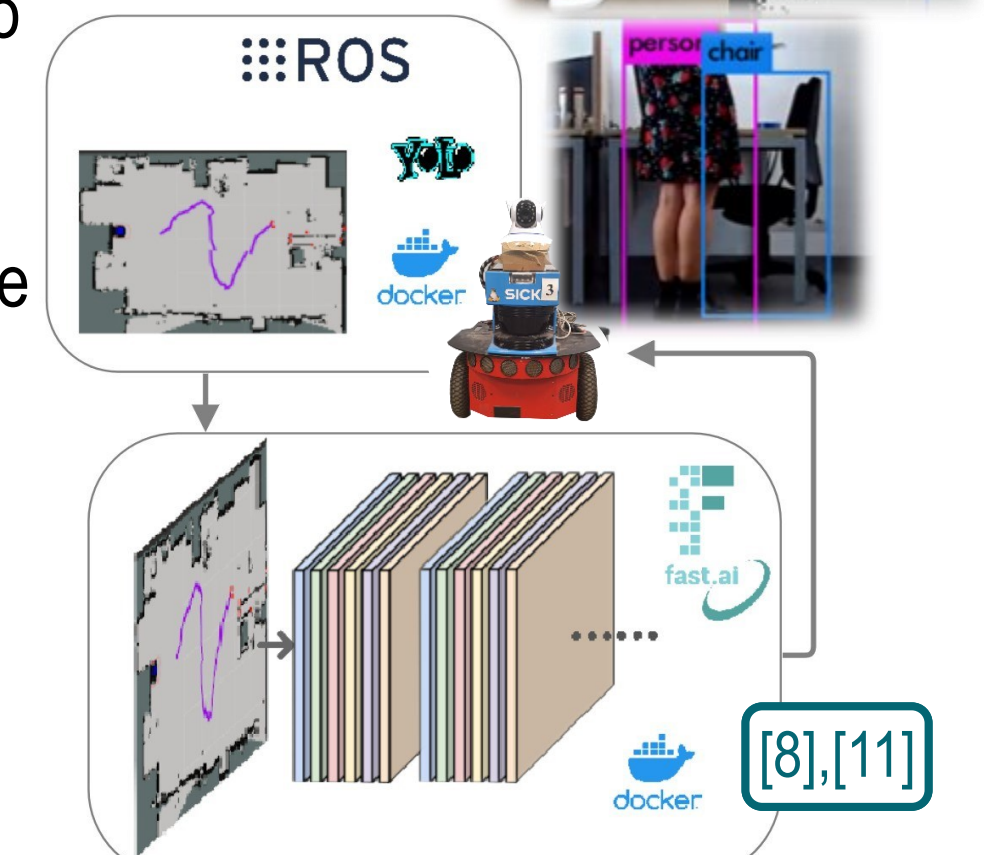 o
ROS
person
chair
YOLO
e
docker
SICK 3
fast.ai
[8],[11]
docker